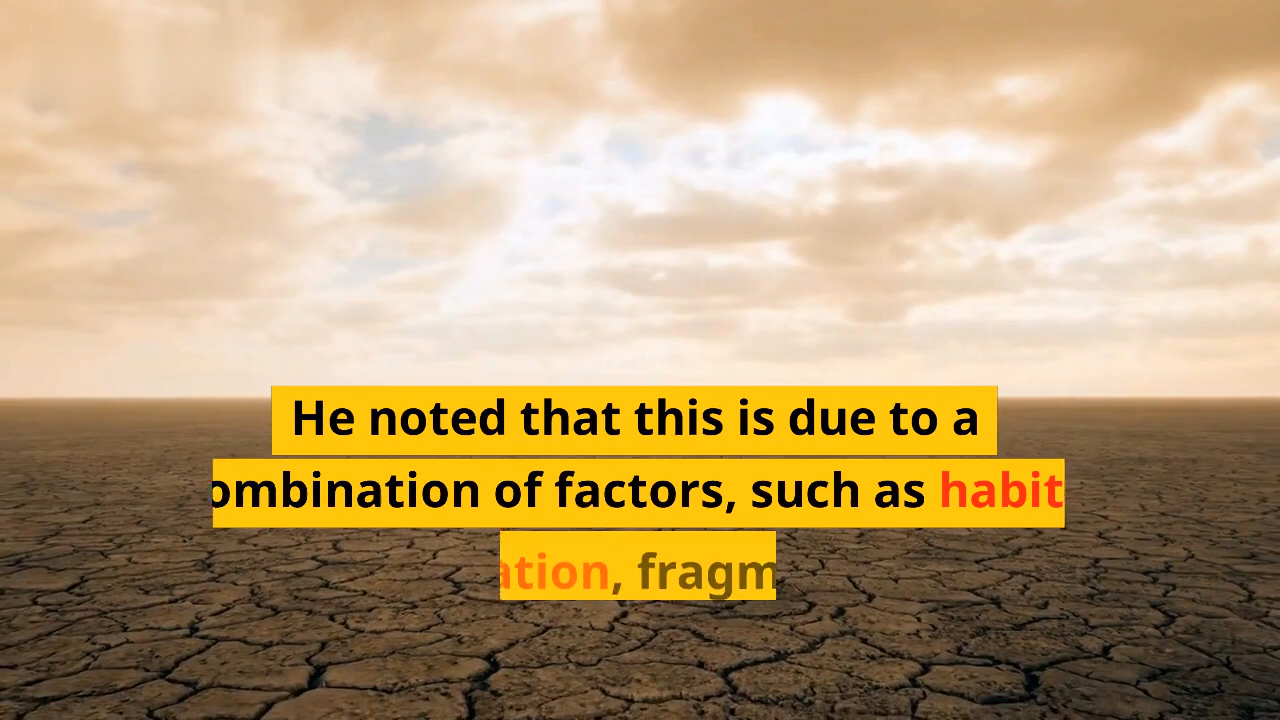 He noted that this is due to a
ombination of factors, such as habit
ation, fragm